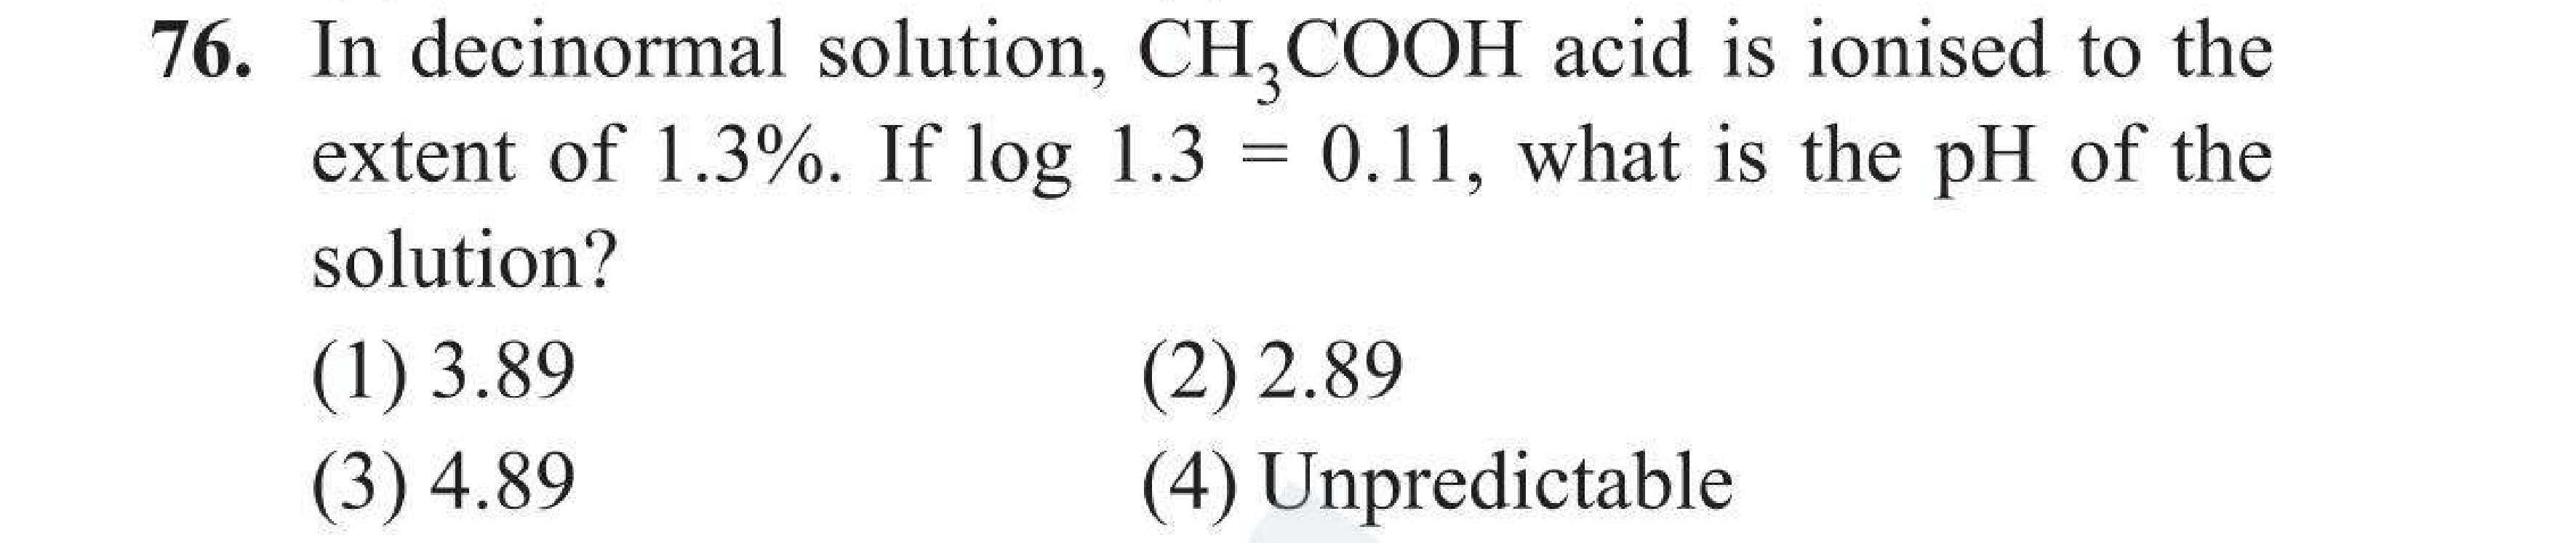 76. In decinormal solution, CH₃COOH acid is ionised to the
extent of 1.3%. If log 1.3 = 0.11, what is the pH of the
solution?
(1) 3.89 (2) 2.89
(3) 4.89 (4) Unpredictable